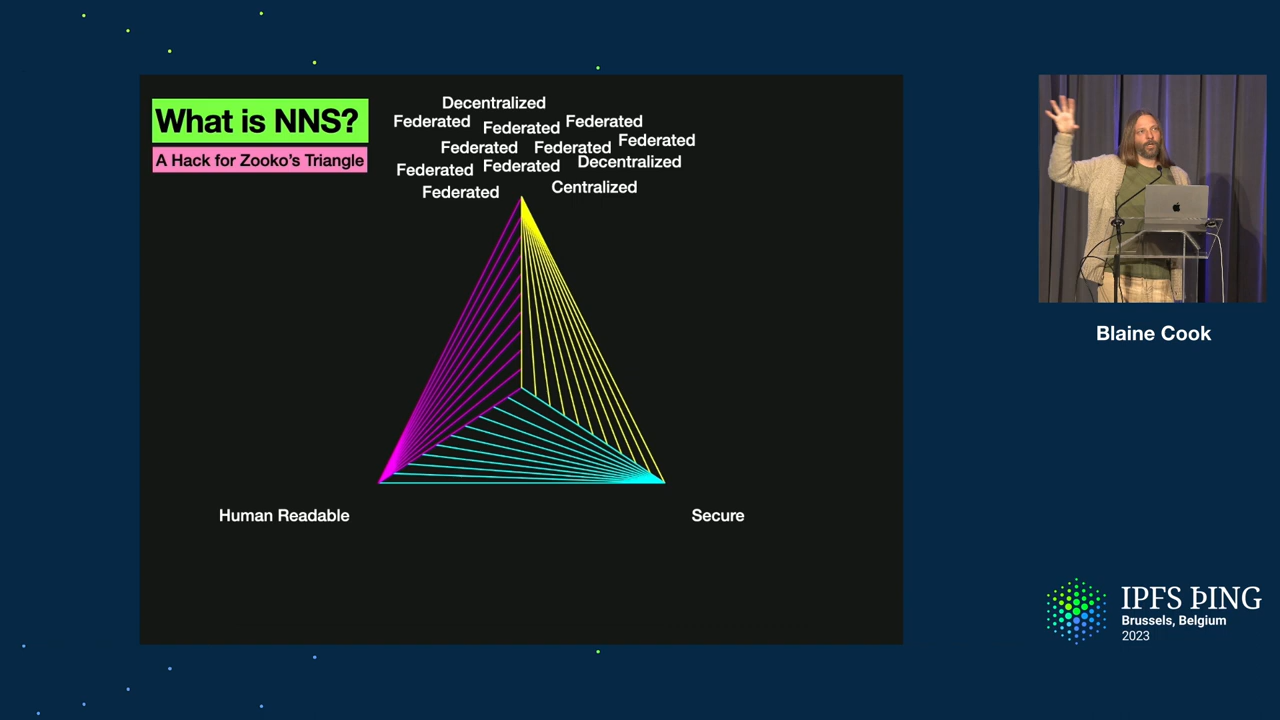 What is NNS?
A Hack for Zooko's Triangle
Decentralized
Federated Federated Federated
Federated Federated Federated
Federated Federated Decentralized
Federated Centralized
Human Readable Secure
Blaine Cook
IPFS ÞING
Brussels, Belgium
2023